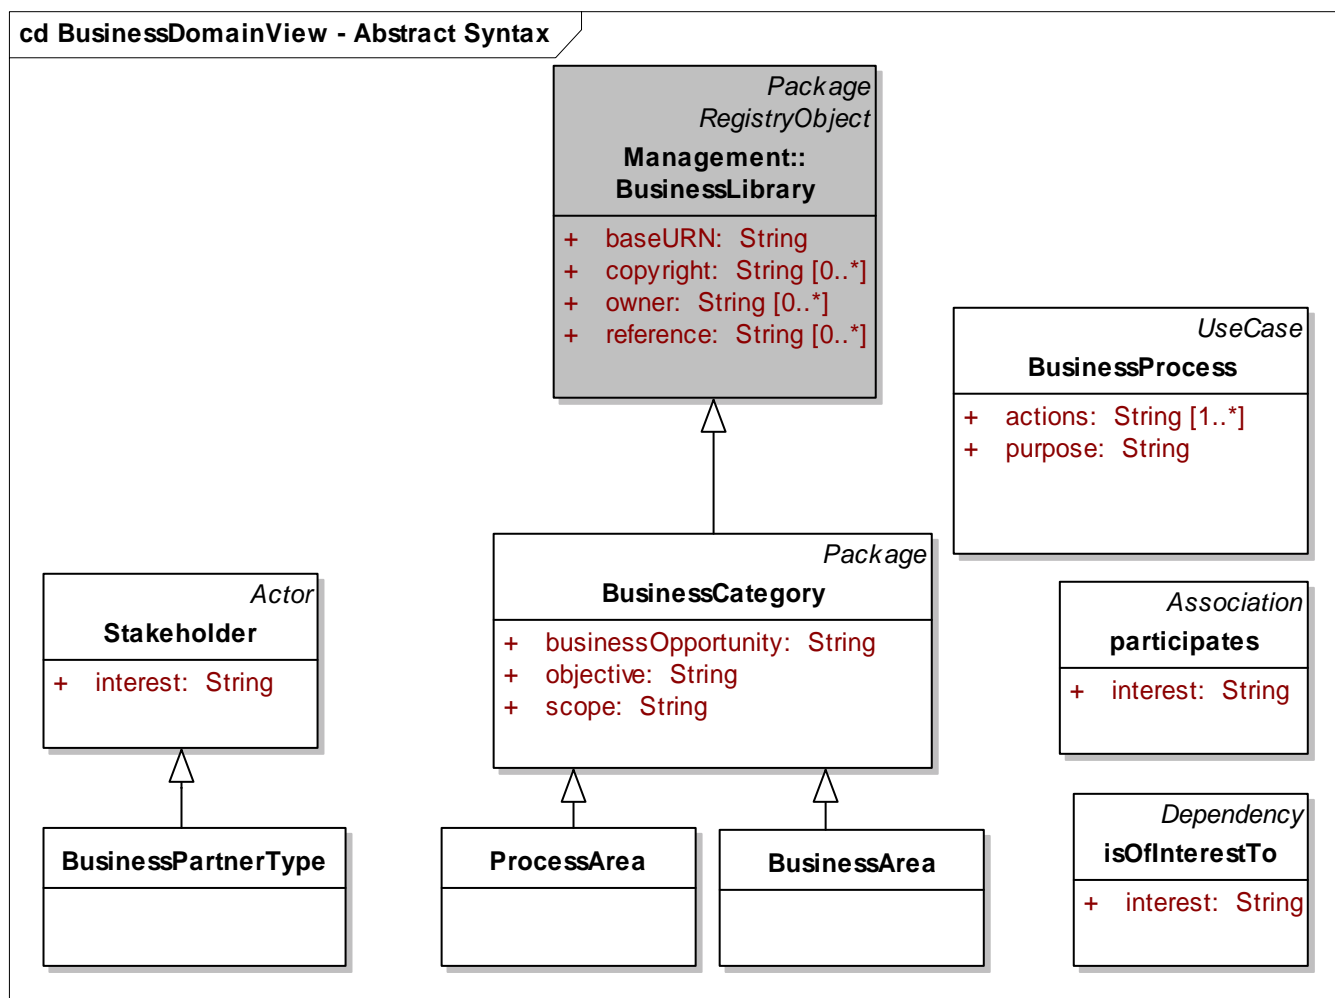 cd BusinessDomainView - Abstract Syntax
Package
RegistryObject
Management::
BusinessLibrary
+ baseURN: String
+ copyright: String [0..*]
+ owner: String [0..*]
+ reference: String [0..*]
UseCase
BusinessProcess
+ actions: String [1..*]
+ purpose: String
Package
BusinessCategory
+ businessOpportunity: String
+ objective: String
+ scope: String
Actor
Stakeholder
+ interest: String
Association
participates
+ interest: String
BusinessPartnerType
ProcessArea
BusinessArea
Dependency
isOfInterestTo
+ interest: String